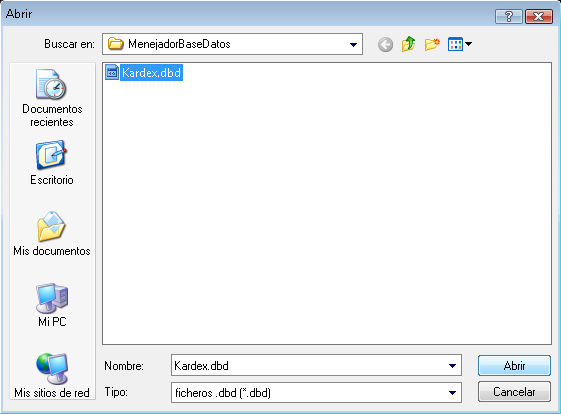 Abrir
Buscar en:
MenejadorBaseDatos
Kardex.dbd
Documentos
recientes
Escritorio
Mis documentos
Mi PC
Mis sitios de red
Nombre:
Kardex.dbd
Abrir
Tipo:
ficheros .dbd (*.dbd)
Cancelar